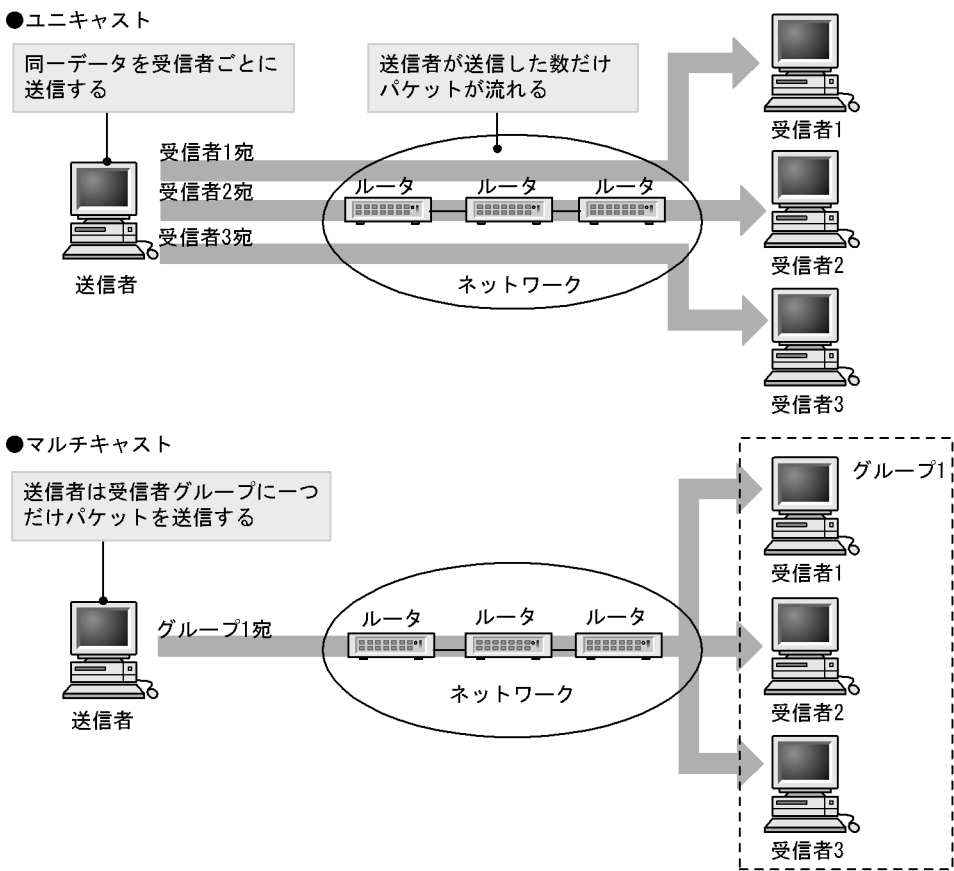 ●ユニキャスト
同一データを受信者ごとに
送信する
送信者が送信した数だけ
パケットが流れる
受信者1
受信者1宛
受信者2宛
ルータ
ルータ
ルータ
受信者3宛
送信者
ネットワーク
受信者2
受信者3
●マルチキャスト
送信者は受信者グループに一つ
だけパケットを送信する
グループ1
受信者1
グループ1宛
ルータ
ルータ
ルータ
送信者
ネットワーク
受信者2
受信者3